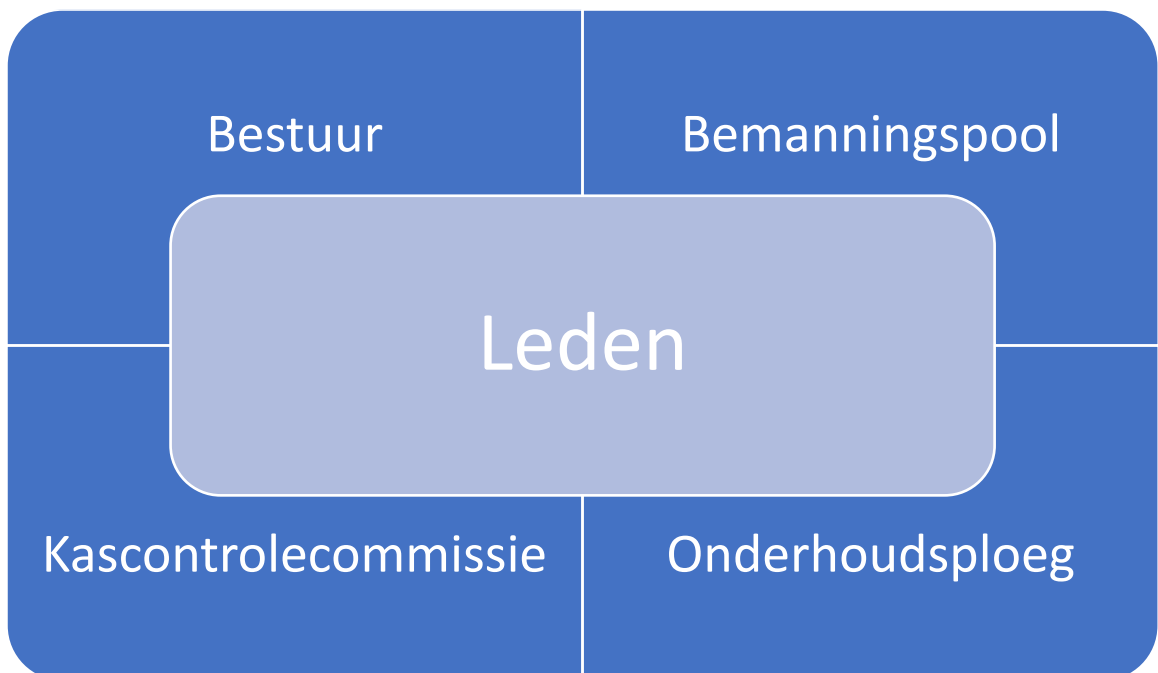 Bestuur
Bemanningspool
Leden
Kascontrolecommissie
Onderhoudsploeg